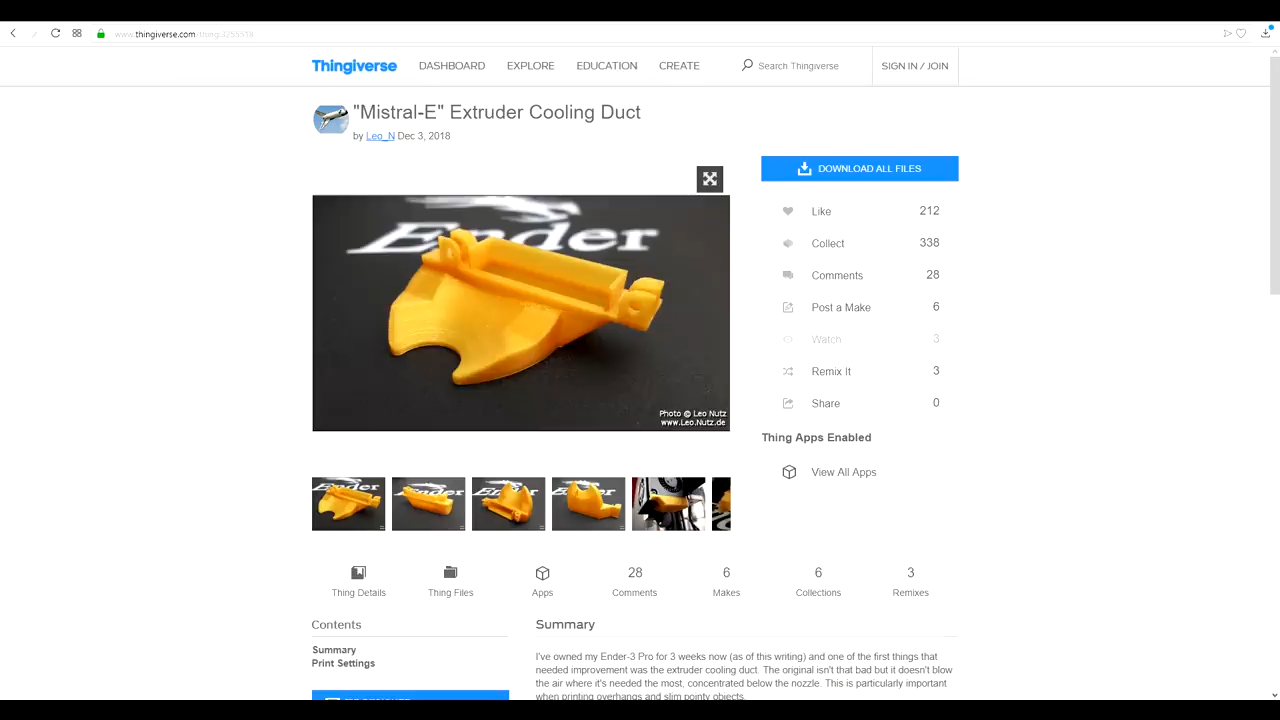 www.thingiverse.com/thing:3255518
Thingiverse
DASHBOARD
EXPLORE
EDUCATION
CREATE
Search Thingiverse
SIGN IN / JOIN
"Mistral-E" Extruder Cooling Duct
by Leo_N Dec 3, 2018
DOWNLOAD ALL FILES
Like 212
Collect 338
Comments 28
Post a Make 6
Watch 3
Remix It 3
Share 0
Thing Apps Enabled
View All Apps
Ender
Photo @ Leo Nutz
www.Leo.Nutz.de
Thing Details
Thing Files
Apps
28
Comments
6
Makes
6
Collections
3
Remixes
Contents
Summary
Print Settings
Summary
I've owned my Ender-3 Pro for 3 weeks now (as of this writing) and one of the first things that
needed improvement was the extruder cooling duct. The original isn't that bad but it doesn't blow
the air where it's needed the most, concentrated below the nozzle. This is particularly important
when printing overhangs and slim pointy objects.